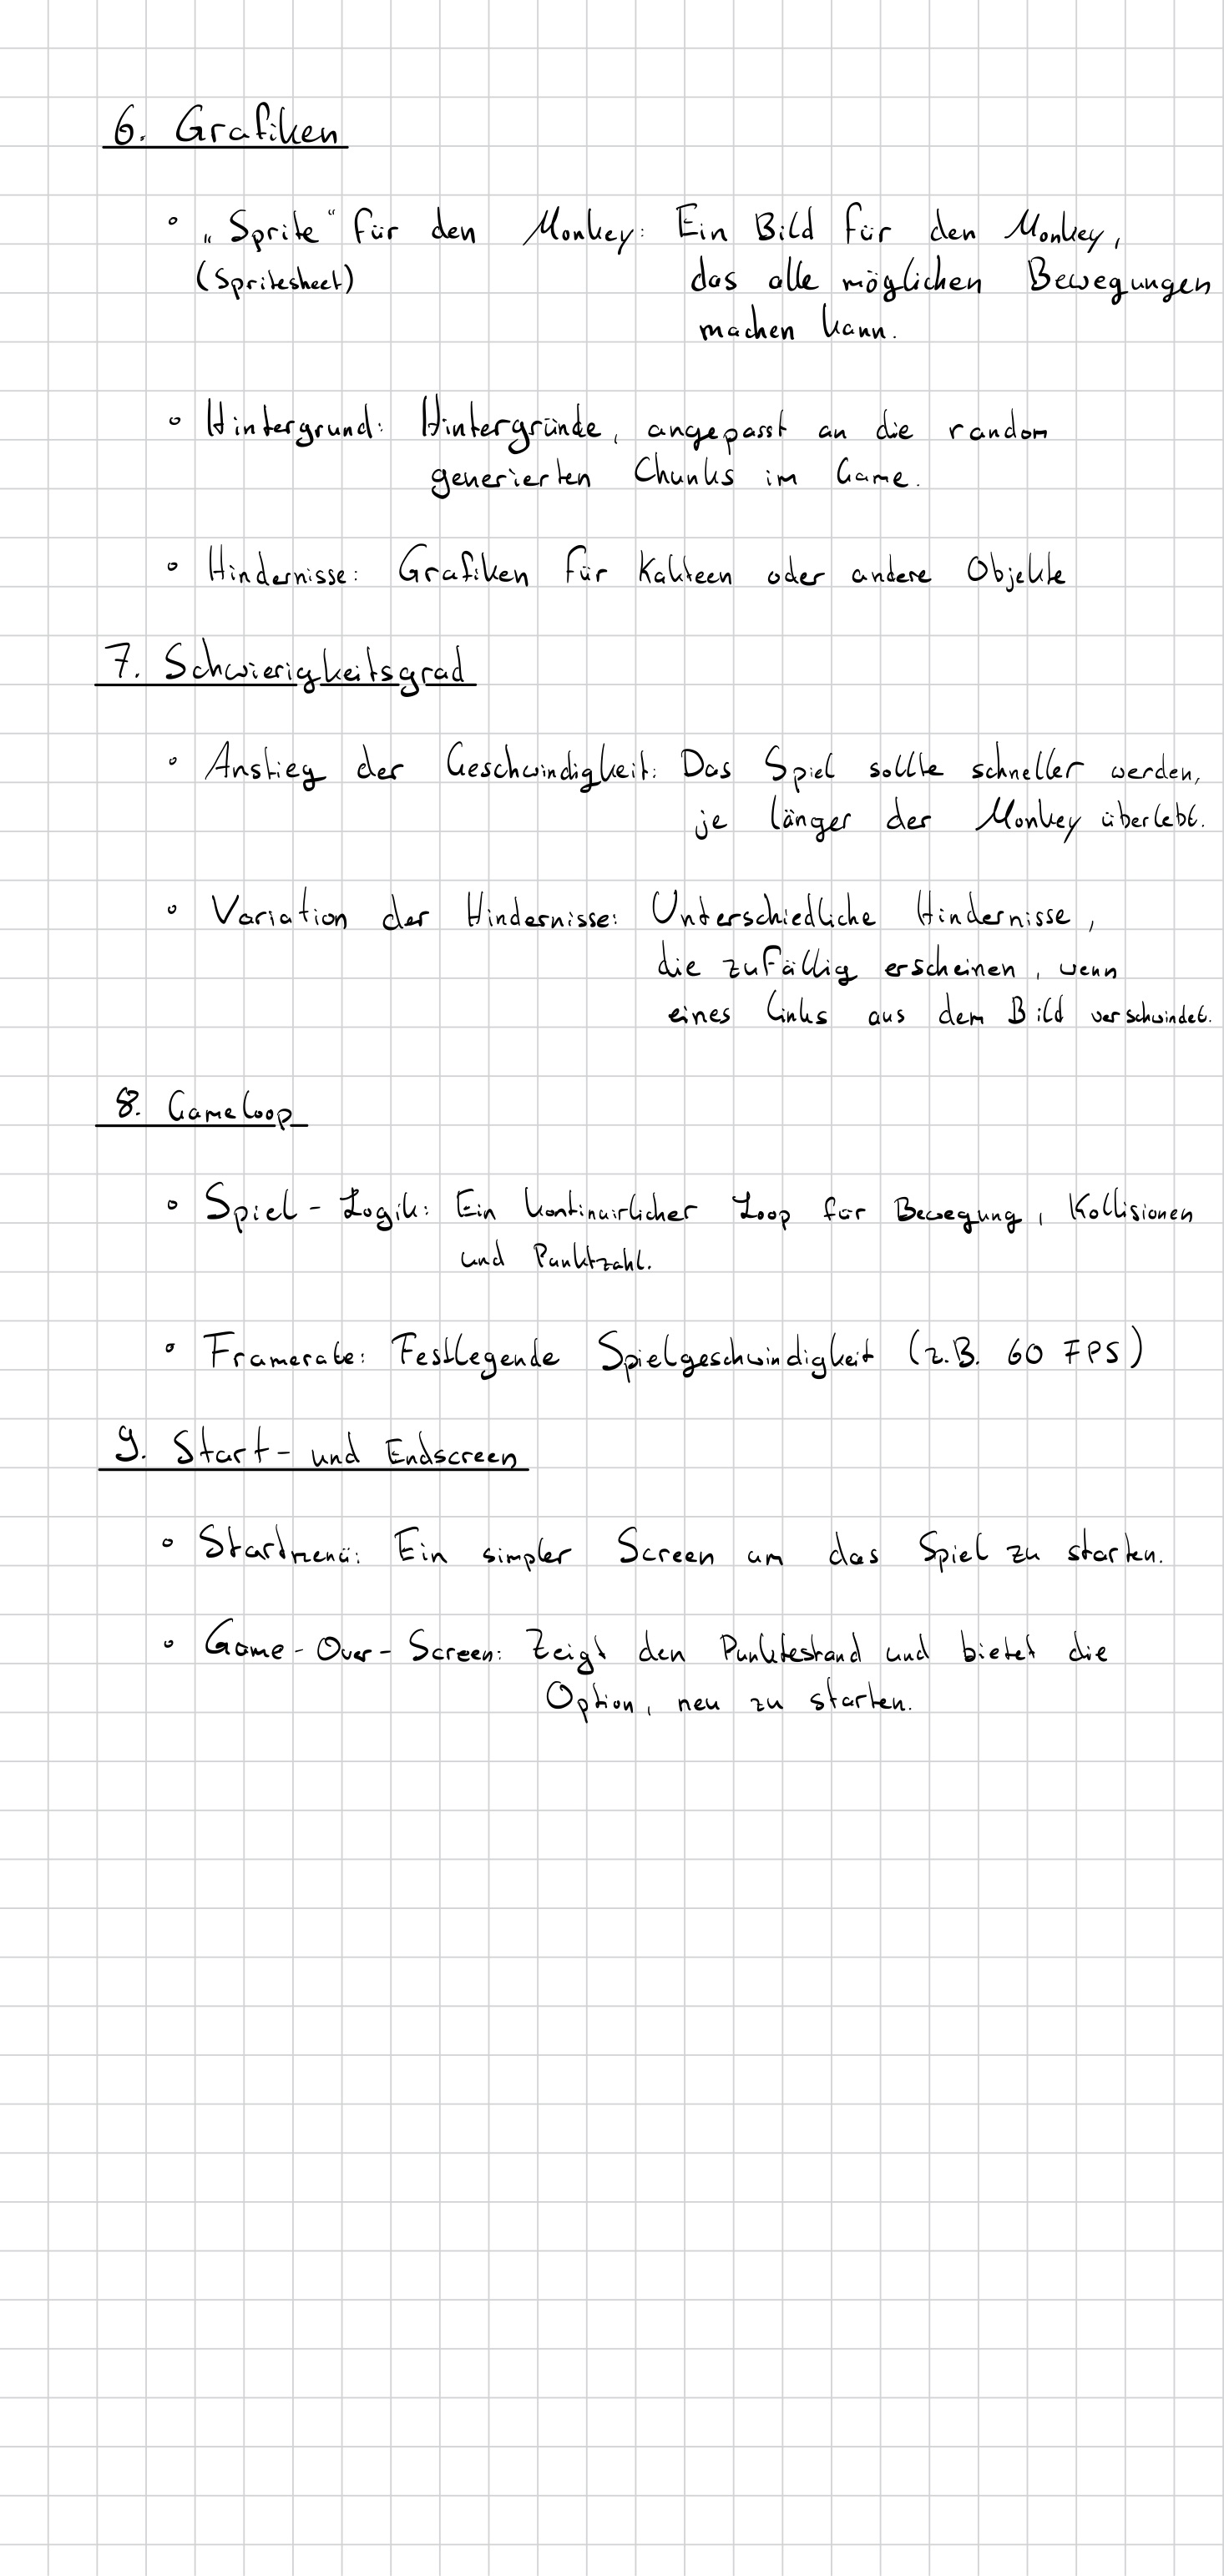 6. Grafiken
° „Sprite“ für den Monkey: Ein Bild für den Monkey,
(Spritesheet) das alle möglichen Bewegungen
machen kann.
° Hintergrund: Hintergründe, angepasst an die random
generierten Chunks im Game.
° Hindernisse: Grafiken für Kakteen oder andere Objekte
7. Schwierigkeitsgrad
° Anstieg der Geschwindigkeit: Das Spiel sollte schneller werden,
je länger der Monkey überlebt.
° Variation der Hindernisse: Unterschiedliche Hindernisse,
die zufällig erscheinen, wenn
eines links aus dem Bild verschwindet.
8. Gameloop
° Spiel-Logik: Ein kontinuirlicher Loop für Bewegung, Kollisionen
und Punktzahl.
° Framerate: Festlegende Spielgeschwindigkeit (z.B. 60 FPS)
9. Start- und Endscreen
° Startmenü: Ein simpler Screen um das Spiel zu starten.
° Game-Over-Screen: Zeigt den Punktestand und bietet die
Option, neu zu starten.